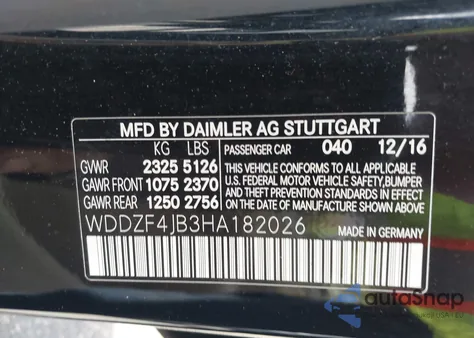 MFD BY DAIMLER AG STUTTGART
KG LBS PASSENGER CAR 040 12/16
GVWR 2325 5126
GAWR FRONT 1075 2370
GAWR REAR 1250 2756
THIS VEHICLE CONFORMS TO ALL APPLICABLE
U.S. FEDERAL MOTOR VEHICLE SAFETY,BUMPER
AND THEFT PREVENTION STANDARDS IN EFFECT
ON THE DATE OF MANUFACTURE SHOWN ABOVE
WDDZF4JB3HA182026 MADE IN GERMANY
autoSnap